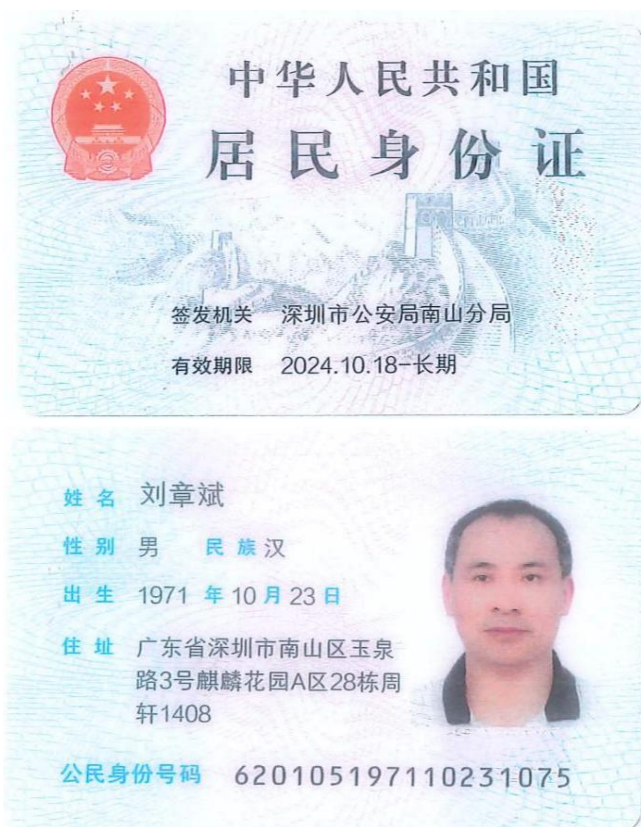 中华人民共和国
居民身份证
签发机关 深圳市公安局南山分局
有效期限 2024.10.18-长期
姓名 刘章斌
性别 男 民族 汉
出生 1971 年 10 月 23 日
住址 广东省深圳市南山区玉泉
路3号麒麟花园A区28栋周
轩1408
公民身份号码 620105197110231075